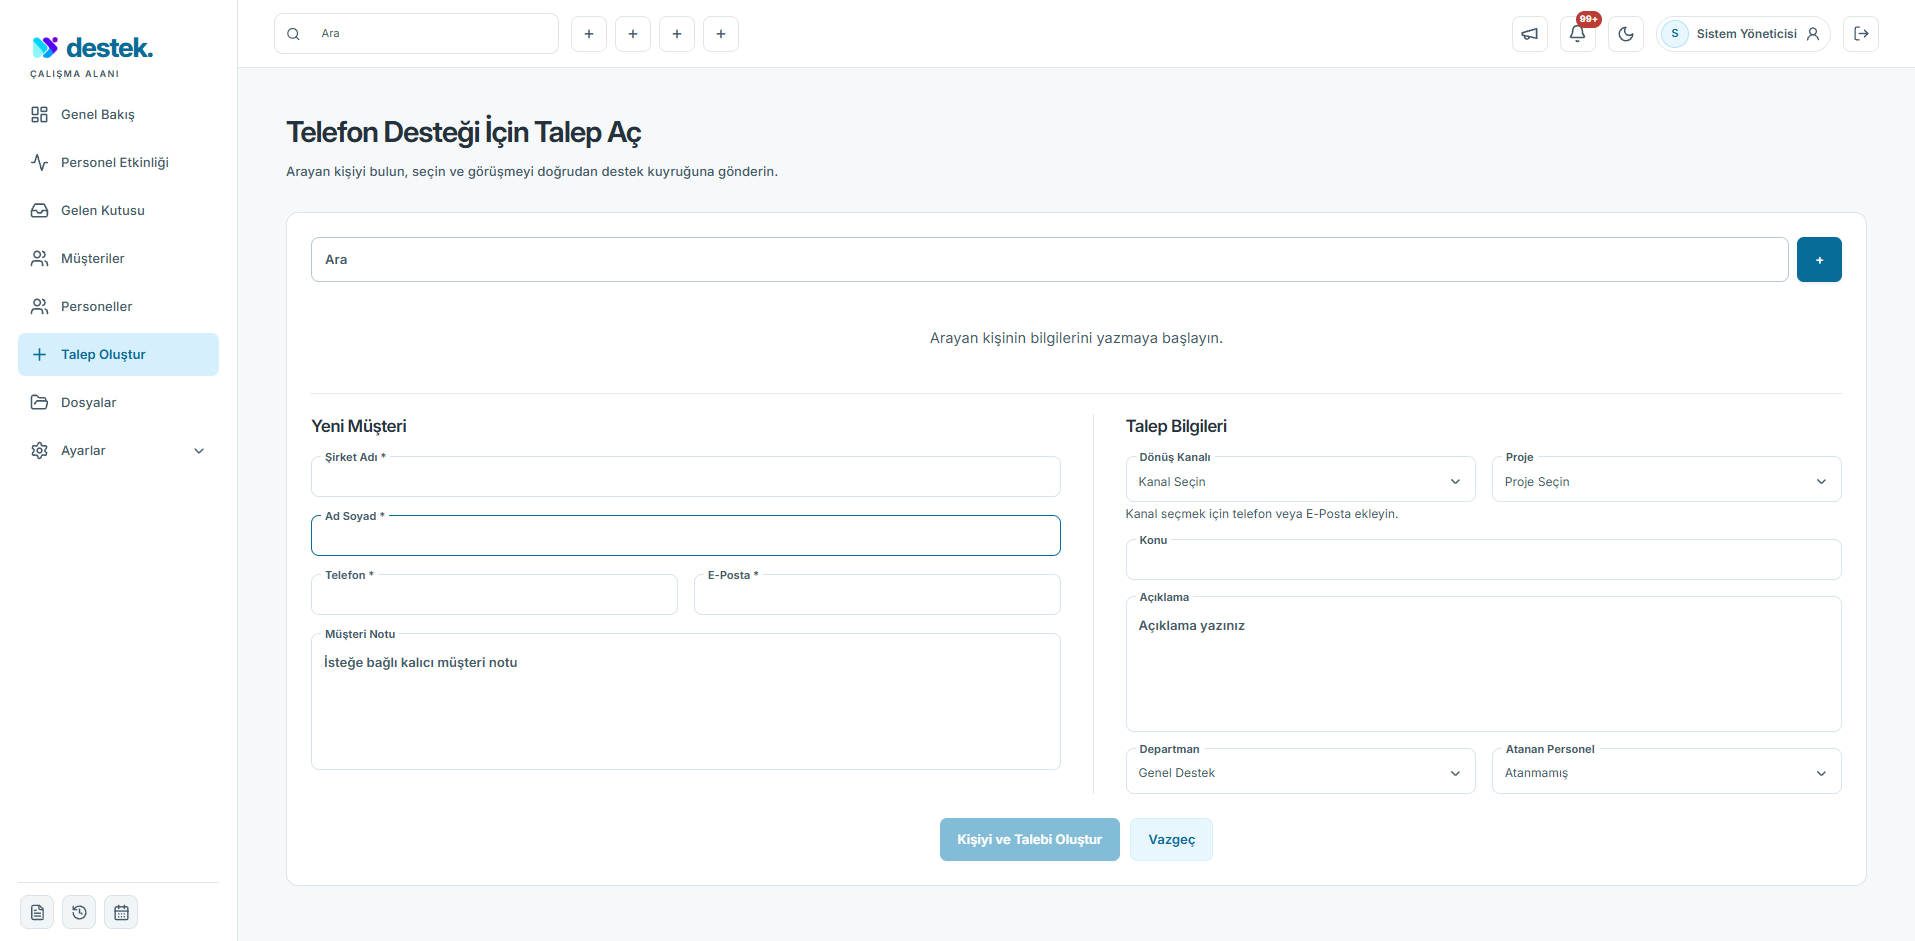 destek.
ÇALIŞMA ALANI
Genel Bakış
Personel Etkinliği
Gelen Kutusu
Müşteriler
Personeller
Talep Oluştur
Dosyalar
Ayarlar
Ara
+ + + +
99+
S Sistem Yöneticisi
Telefon Desteği İçin Talep Aç
Arayan kişiyi bulun, seçin ve görüşmeyi doğrudan destek kuyruğuna gönderin.
Ara
+
Arayan kişinin bilgilerini yazmaya başlayın.
Yeni Müşteri
Şirket Adı *
Ad Soyad *
Telefon * E-Posta *
Müşteri Notu
İsteğe bağlı kalıcı müşteri notu
Talep Bilgileri
Dönüş Kanalı Proje
Kanal Seçin Proje Seçin
Kanal seçmek için telefon veya E-Posta ekleyin.
Konu
Açıklama
Açıklama yazınız
Departman Atanan Personel
Genel Destek Atanmamış
Kişiyi ve Talebi Oluştur Vazgeç